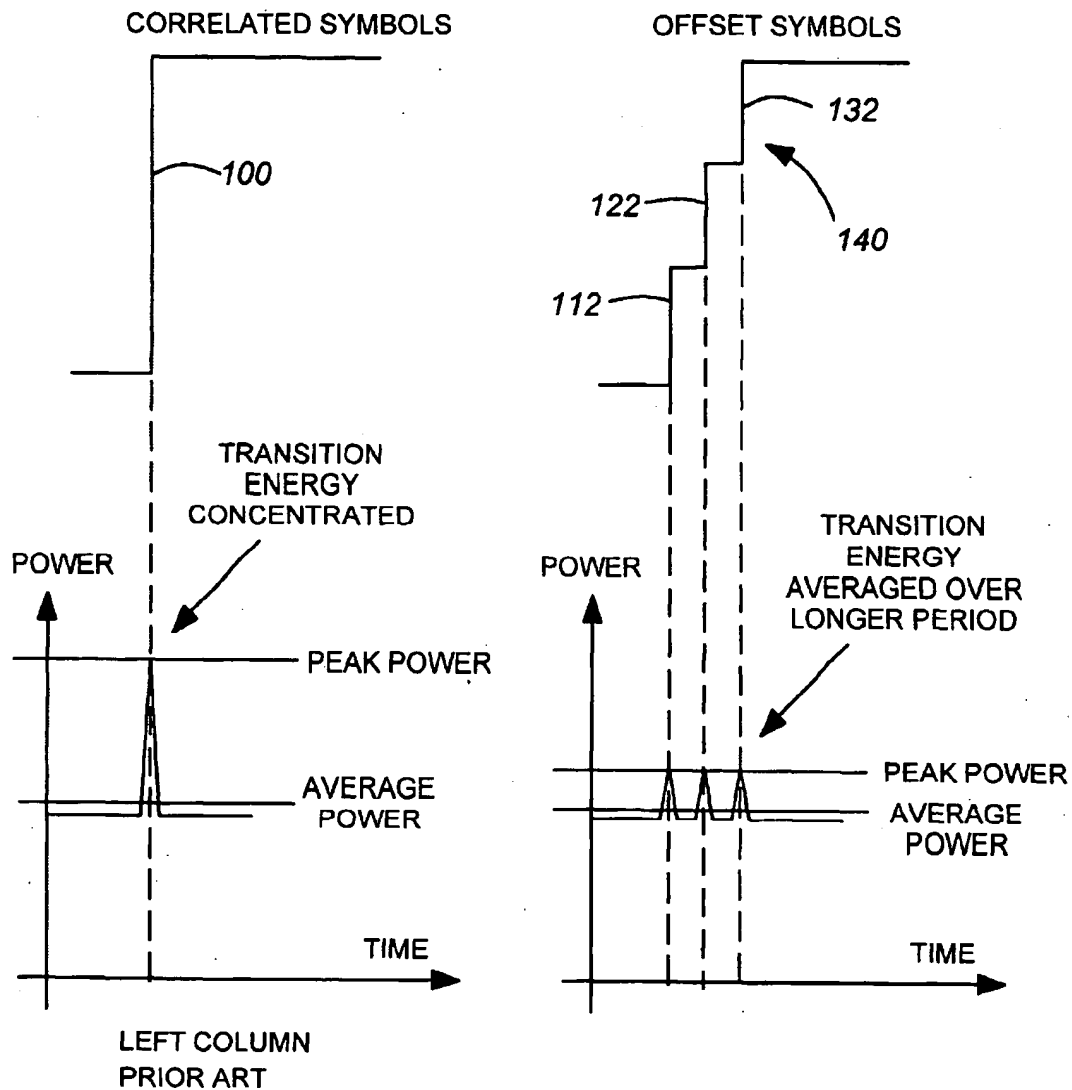 CORRELATED SYMBOLS
100
TRANSITION
ENERGY
CONCENTRATED
POWER
PEAK POWER
AVERAGE
POWER
TIME
LEFT COLUMN
PRIOR ART
OFFSET SYMBOLS
132
122
140
112
TRANSITION
ENERGY
AVERAGED OVER
LONGER PERIOD
POWER
PEAK POWER
AVERAGE
POWER
TIME